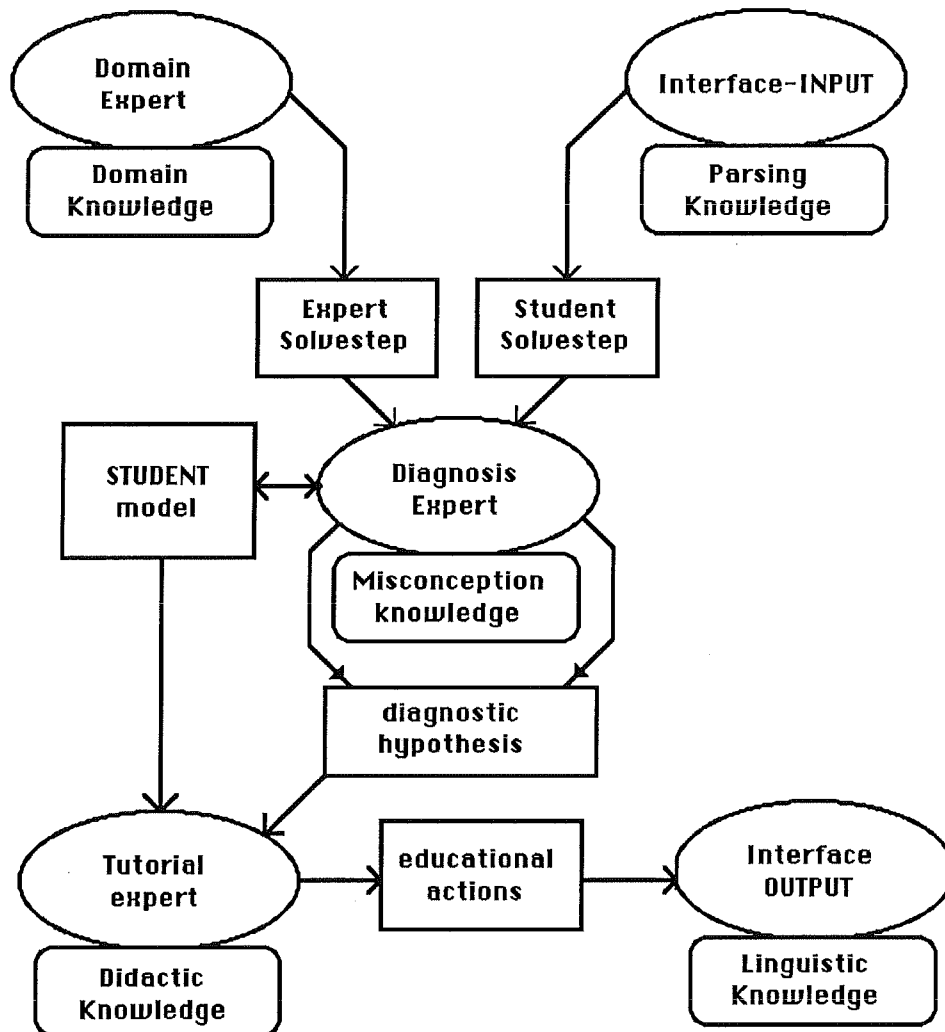 Domain
Expert
Interface-INPUT
Domain
Knowledge
Parsing
Knowledge
Expert
Solvestep
Student
Solvestep
STUDENT
model
Diagnosis
Expert
Misconception
knowledge
diagnostic
hypothesis
Tutorial
expert
educational
actions
Interface
OUTPUT
Didactic
Knowledge
Linguistic
Knowledge